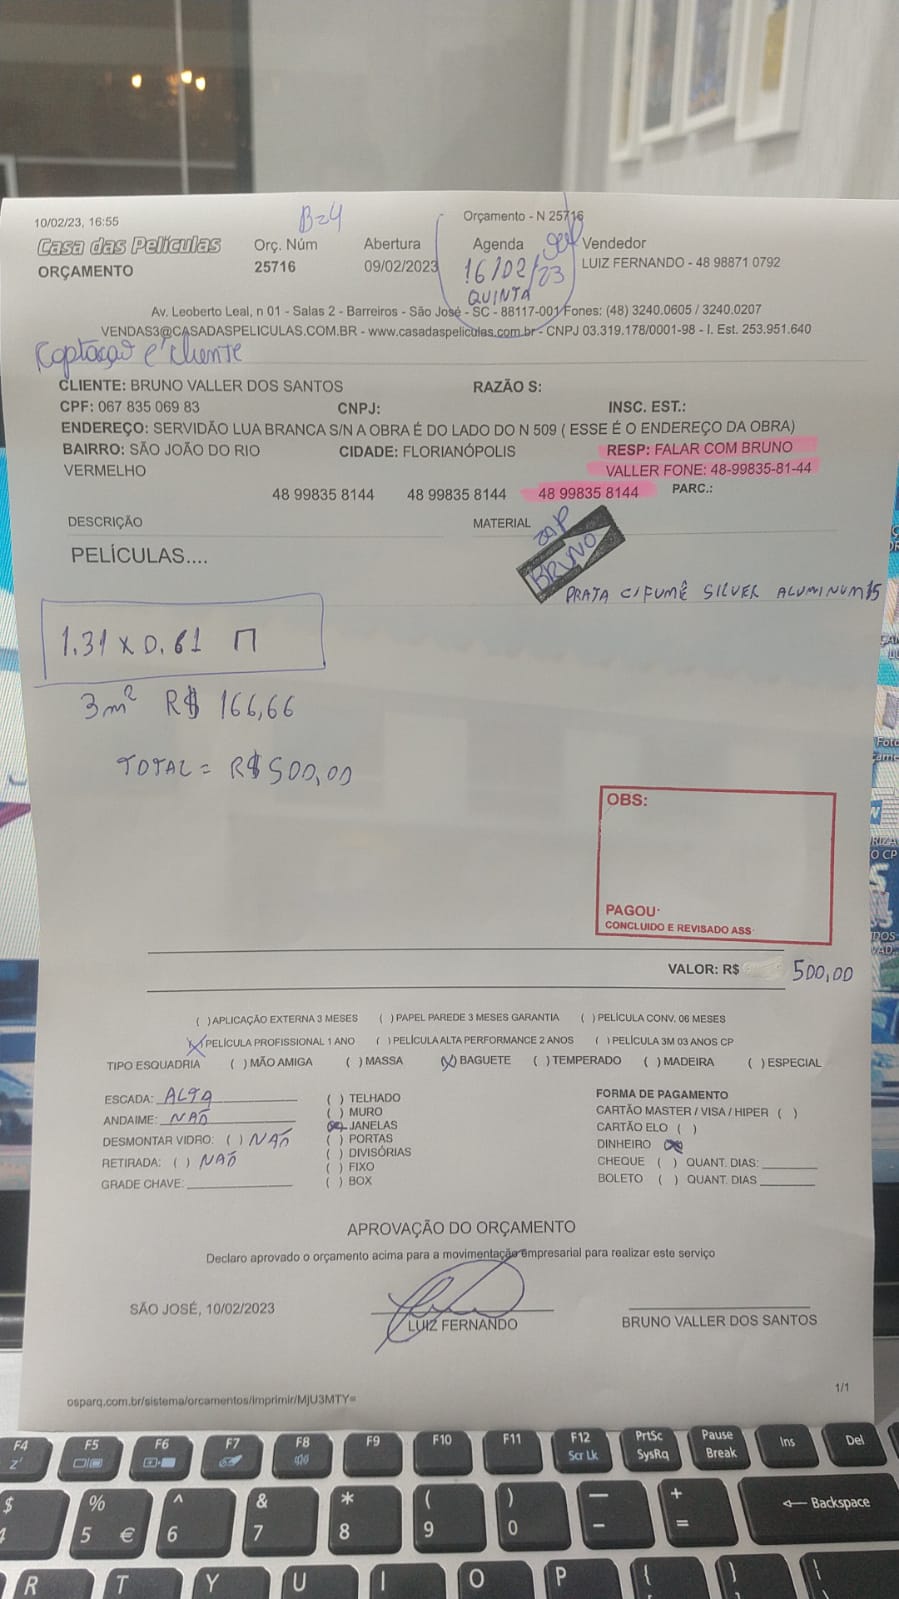 10/02/23, 16:55
B=4
Orçamento - N 25716
Casa das Películas
ORÇAMENTO
Orç. Núm
25716
Abertura
09/02/2023
Agenda
16/02/23
QUINTA
Vendedor
LUIZ FERNANDO - 48 98871 0792
Av. Leoberto Leal, n 01 - Salas 2 - Barreiros - São José - SC - 88117-001 Fones: (48) 3240.0605 / 3240.0207
VENDAS3@CASADASPELICULAS.COM.BR - www.casadaspeliculas.com.br - CNPJ 03.319.178/0001-98 - I. Est. 253.951.640
Captação é cliente
CLIENTE: BRUNO VALLER DOS SANTOS RAZÃO S:
CPF: 067 835 069 83 CNPJ: INSC. EST.:
ENDEREÇO: SERVIDÃO LUA BRANCA S/N A OBRA É DO LADO DO N 509 ( ESSE É O ENDEREÇO DA OBRA)
BAIRRO: SÃO JOÃO DO RIO VERMELHO CIDADE: FLORIANÓPOLIS RESP: FALAR COM BRUNO
VALLER FONE: 48-99835-81-44
48 99835 8144 48 99835 8144 48 99835 8144 PARC.:
DESCRIÇÃO MATERIAL
ZAP
BRUNO
PELÍCULAS....
PRATA C/FUMÊ SILVER ALUMINUM 15
1.31 x 0.61 П
3m² R$ 166,66
TOTAL = R$500,00
OBS:
PAGOU:
CONCLUIDO E REVISADO ASS
VALOR: R$ 500,00
( )APLICAÇÃO EXTERNA 3 MESES ( )PAPEL PAREDE 3 MESES GARANTIA ( )PELÍCULA CONV. 06 MESES
(X)PELÍCULA PROFISSIONAL 1 ANO ( )PELÍCULA ALTA PERFORMANCE 2 ANOS ( )PELÍCULA 3M 03 ANOS CP
TIPO ESQUADRIA ( )MÃO AMIGA ( )MASSA (X)BAGUETE ( )TEMPERADO ( )MADEIRA ( )ESPECIAL
ESCADA: ALTA
ANDAIME: NÃO
DESMONTAR VIDRO: ( ) NÃO
RETIRADA: ( ) NÃO
GRADE CHAVE:
( ) TELHADO
( ) MURO
(X) JANELAS
( ) PORTAS
( ) DIVISÓRIAS
( ) FIXO
( ) BOX
FORMA DE PAGAMENTO
CARTÃO MASTER / VISA / HIPER ( )
CARTÃO ELO ( )
DINHEIRO (X)
CHEQUE ( ) QUANT. DIAS:
BOLETO ( ) QUANT. DIAS
APROVAÇÃO DO ORÇAMENTO
Declaro aprovado o orçamento acima para a movimentação empresarial para realizar este serviço
SÃO JOSÉ, 10/02/2023
LUIZ FERNANDO
BRUNO VALLER DOS SANTOS
osparq.com.br/sistema/orcamentos/imprimir/MjU3MTY=
1/1
F4 F5 F6 F7 F8 F9 F10 F11 F12 PrtSc Pause Ins Del
Scr Lk SysRq Break
$ % ^ & * ( ) — + Backspace
4 5 € 6 7 8 9 0 - =
R T Y U I O P { }